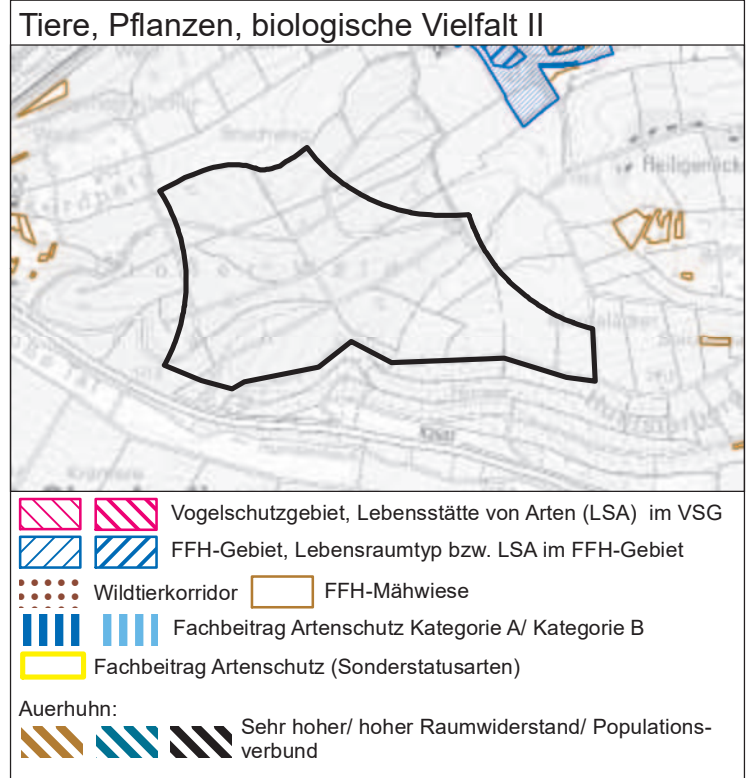 Tiere, Pflanzen, biologische Vielfalt II
Vogelschutzgebiet, Lebensstätte von Arten (LSA) im VSG
FFH-Gebiet, Lebensraumtyp bzw. LSA im FFH-Gebiet
Wildtierkorridor FFH-Mähwiese
Fachbeitrag Artenschutz Kategorie A/ Kategorie B
Fachbeitrag Artenschutz (Sonderstatusarten)
Auerhuhn:
Sehr hoher/ hoher Raumwiderstand/ Populations-
verbund